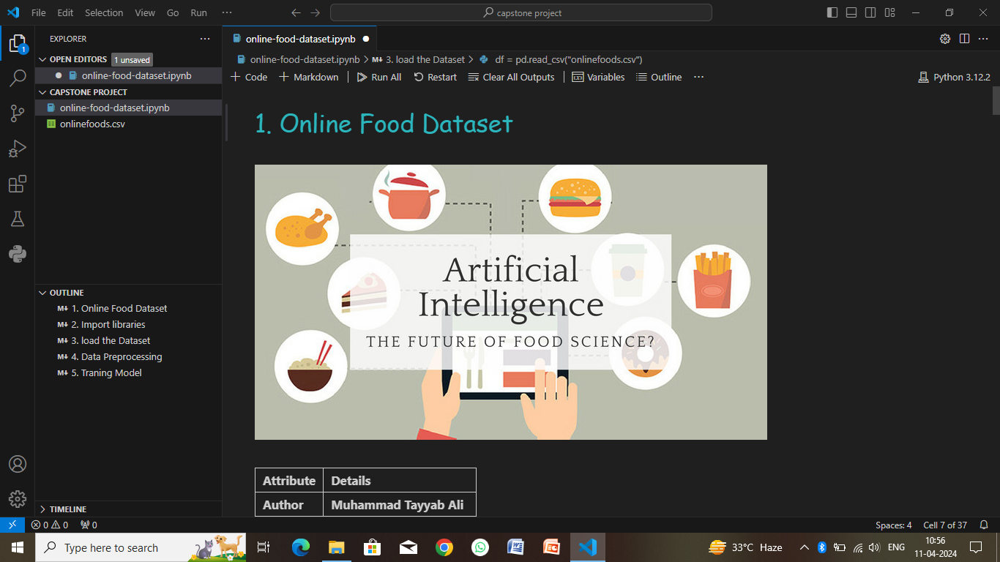 File Edit Selection View Go Run ··· capstone project
EXPLORER ···
OPEN EDITORS 1 unsaved
online-food-dataset.ipynb
CAPSTONE PROJECT
online-food-dataset.ipynb
onlinefoods.csv
OUTLINE
M↓ 1. Online Food Dataset
M↓ 2. Import libraries
M↓ 3. load the Dataset
M↓ 4. Data Preprocessing
M↓ 5. Traning Model
TIMELINE
1
online-food-dataset.ipynb
online-food-dataset.ipynb > M↓ 3. load the Dataset > df = pd.read_csv("onlinefoods.csv")
+ Code + Markdown Run All Restart Clear All Outputs Variables Outline ··· Python 3.12.2
1. Online Food Dataset
Artificial
Intelligence
THE FUTURE OF FOOD SCIENCE?
Attribute Details
Author Muhammad Tayyab Ali
0 0 0 Spaces: 4 Cell 7 of 37
Type here to search 33°C Haze ENG 10:56
11-04-2024